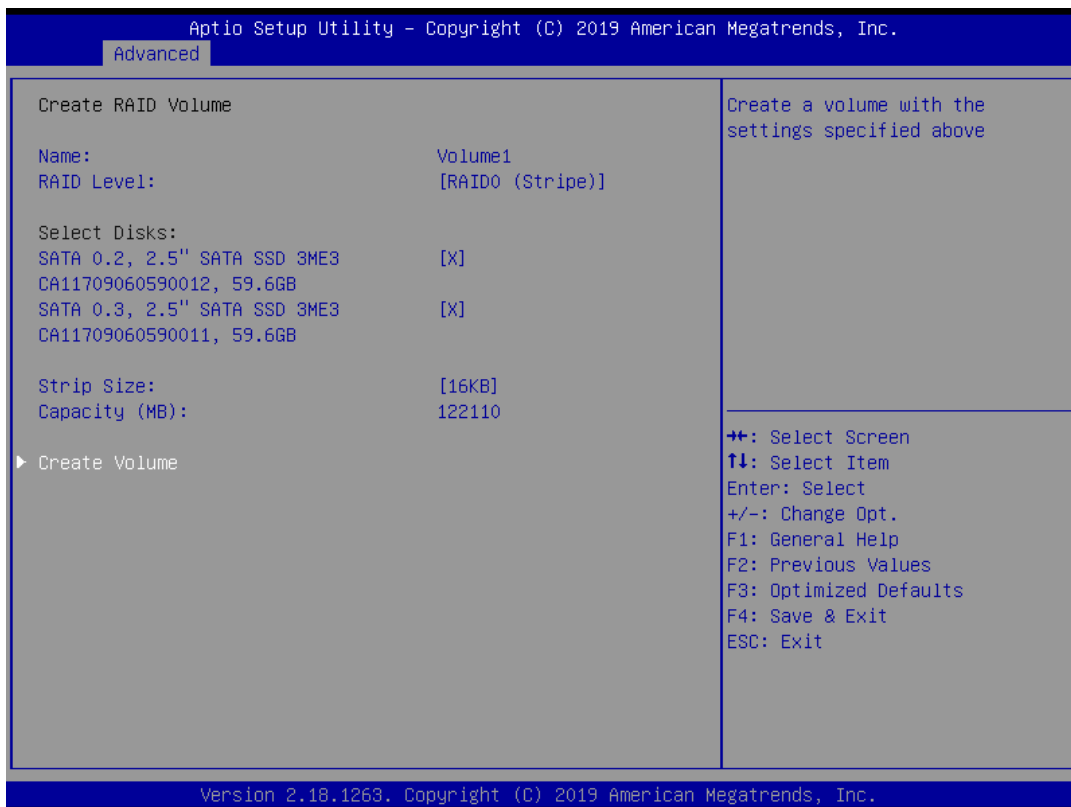 Aptio Setup Utility – Copyright (C) 2019 American Megatrends, Inc.
Advanced
Create RAID Volume
Name: Volume1
RAID Level: [RAID0 (Stripe)]
Select Disks:
SATA 0.2, 2.5" SATA SSD 3ME3 [X]
CA11709060590012, 59.6GB
SATA 0.3, 2.5" SATA SSD 3ME3 [X]
CA11709060590011, 59.6GB
Strip Size: [16KB]
Capacity (MB): 122110
▶ Create Volume
Create a volume with the
settings specified above
→←: Select Screen
↑↓: Select Item
Enter: Select
+/-: Change Opt.
F1: General Help
F2: Previous Values
F3: Optimized Defaults
F4: Save & Exit
ESC: Exit
Version 2.18.1263. Copyright (C) 2019 American Megatrends, Inc.